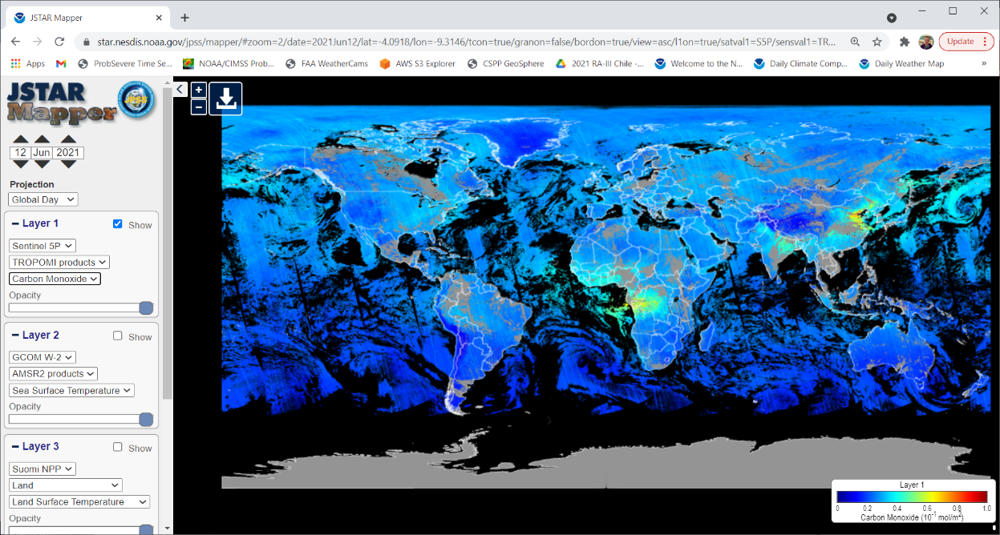 JSTAR Mapper
star.nesdis.noaa.gov/jpss/mapper/#zoom=2/date=2021Jun12/lat=-4.0918/lon=-9.3146/tcon=true/granon=false/bordon=true/view=asc/l1on=true/satval1=S5P/sensval1=TR...
Update
Apps
ProbSevere Time Se...
NOAA/CIMSS Prob...
FAA WeatherCams
AWS S3 Explorer
CSPP GeoSphere
2021 RA-III Chile -...
Welcome to the N...
Daily Climate Comp...
Daily Weather Map
»
JSTAR
Mapper
JPSS
+
−
12 Jun 2021
Projection
Global Day
Layer 1 Show
Sentinel 5P
TROPOMI products
Carbon Monoxide
Opacity
Layer 2 Show
GCOM W-2
AMSR2 products
Sea Surface Temperature
Opacity
Layer 3 Show
Suomi NPP
Land
Land Surface Temperature
Opacity
Layer 1
0 0.2 0.4 0.6 0.8 1.0
Carbon Monoxide (10⁻¹ mol/m²)